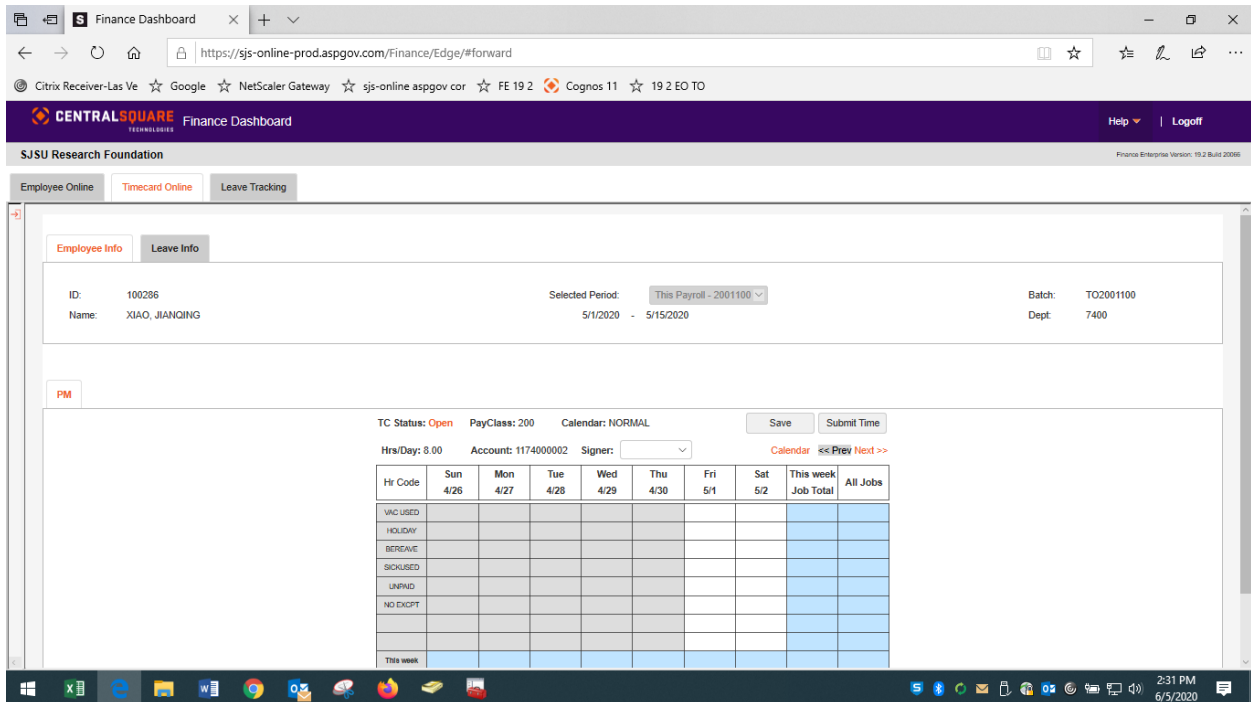 Finance Dashboard
https://sjs-online-prod.aspgov.com/Finance/Edge/#forward
Citrix Receiver-Las Ve Google NetScaler Gateway sjs-online aspgov cor FE 19 2 Cognos 11 19 2 EO TO
CENTRALSQUARE TECHNOLOGIES Finance Dashboard Help | Logoff
SJSU Research Foundation Finance Enterprise Version: 19.2 Build 20066
Employee Online Timecard Online Leave Tracking
Employee Info Leave Info
ID: 100286 Selected Period: This Payroll - 2001100 Batch: TO2001100
Name: XIAO, JIANQING 5/1/2020 - 5/15/2020 Dept: 7400
PM
TC Status: Open PayClass: 200 Calendar: NORMAL Save Submit Time
Hrs/Day: 8.00 Account: 1174000002 Signer: Calendar << Prev Next >>
Hr Code Sun 4/26 Mon 4/27 Tue 4/28 Wed 4/29 Thu 4/30 Fri 5/1 Sat 5/2 This week Job Total All Jobs
VAC USED
HOLIDAY
BEREAVE
SICKUSED
UNPAID
NO EXCPT
This week
2:31 PM
6/5/2020